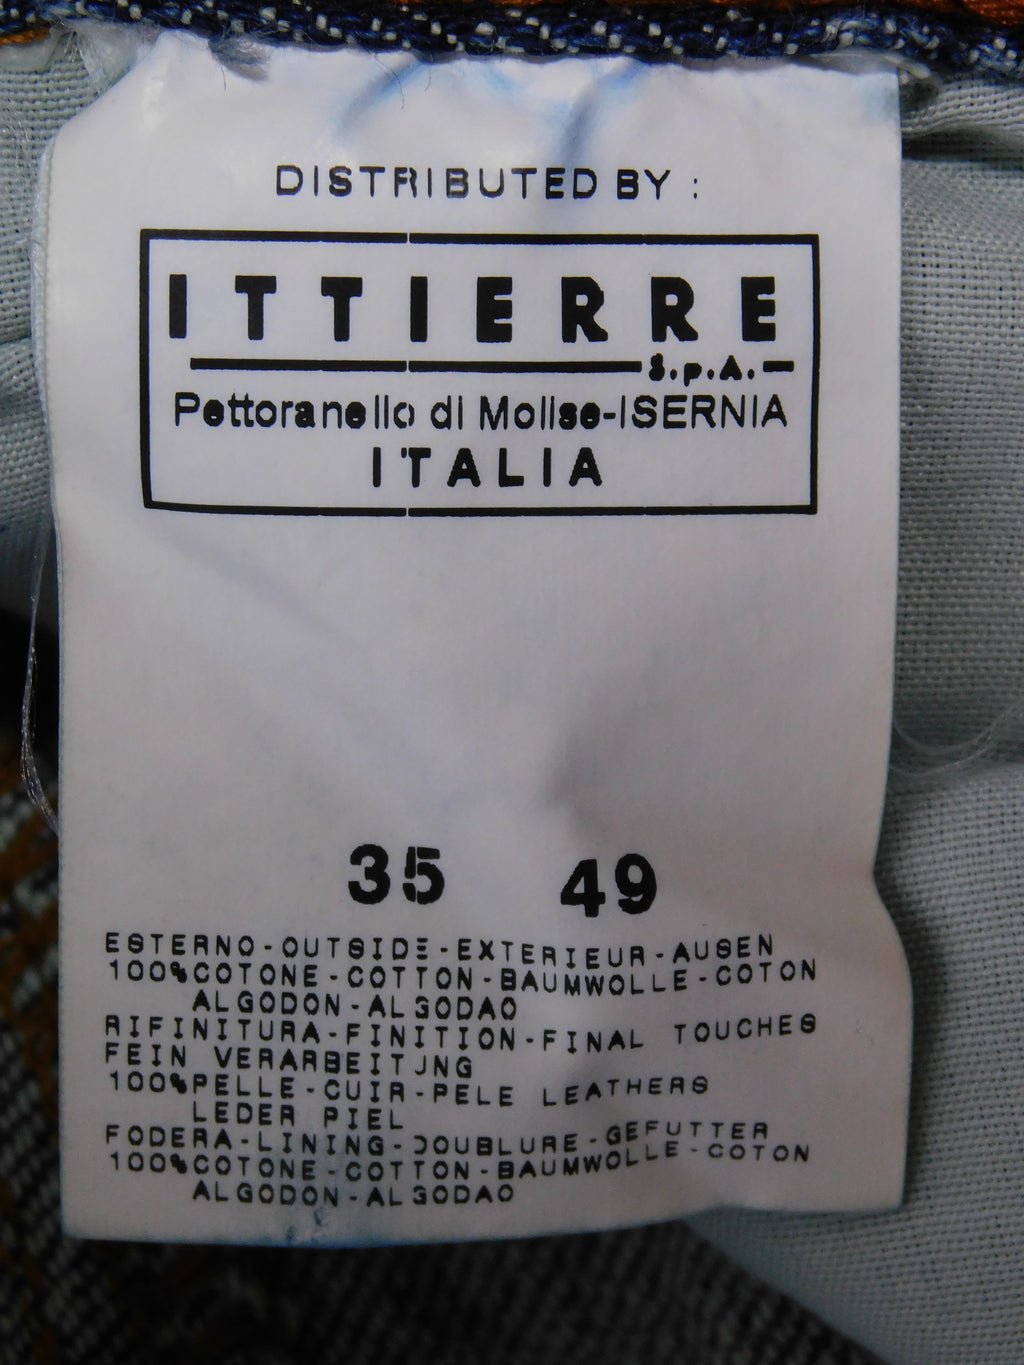 DISTRIBUTED BY :
ITTIERRE
S.p.A.
Pettoranello di Molise-ISERNIA
ITALIA
35 49
ESTERNO-OUTSIDE-EXTERIEUR-AUSEN
100%COTONE-COTTON-BAUMWOLLE-COTON
ALGODON-ALGODAO
RIFINITURA-FINITION-FINAL TOUCHES
FEIN VERARBEITUNG
100%PELLE-CUIR-PELE LEATHERS
LEDER PIEL
FODERA-LINING-DOUBLURE-GEFUTTER
100%COTONE-COTTON-BAUMWOLLE-COTON
ALGODON-ALGODAO